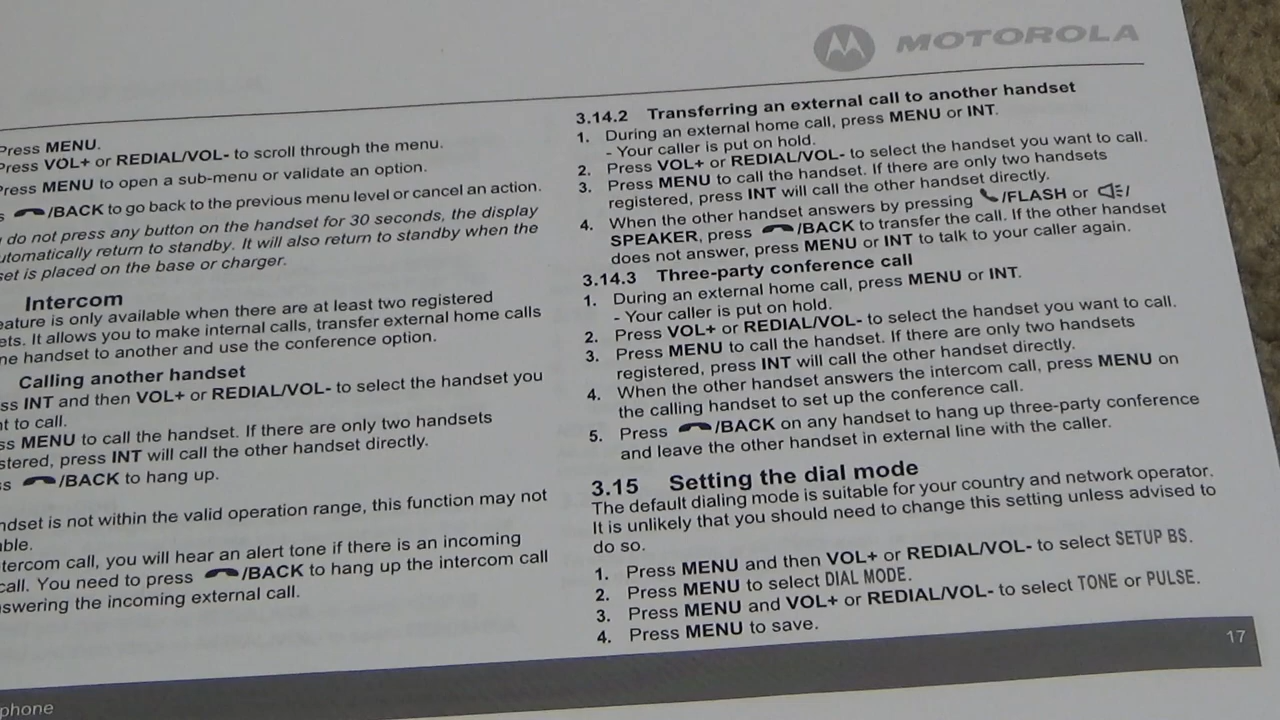 MOTOROLA
Press MENU.
Press VOL+ or REDIAL/VOL- to scroll through the menu.
Press MENU to open a sub-menu or validate an option.
/BACK to go back to the previous menu level or cancel an action.
do not press any button on the handset for 30 seconds, the display
utomatically return to standby. It will also return to standby when the
set is placed on the base or charger.
Intercom
eature is only available when there are at least two registered
ets. It allows you to make internal calls, transfer external home calls
ne handset to another and use the conference option.
Calling another handset
ss INT and then VOL+ or REDIAL/VOL- to select the handset you
nt to call.
ss MENU to call the handset. If there are only two handsets
stered, press INT will call the other handset directly.
ss /BACK to hang up.
ndset is not within the valid operation range, this function may not
ble.
tercom call, you will hear an alert tone if there is an incoming
call. You need to press /BACK to hang up the intercom call
swering the incoming external call.
3.14.2 Transferring an external call to another handset
1. During an external home call, press MENU or INT.
- Your caller is put on hold.
2. Press VOL+ or REDIAL/VOL- to select the handset you want to call.
3. Press MENU to call the handset. If there are only two handsets
registered, press INT will call the other handset directly.
4. When the other handset answers by pressing /FLASH or /
SPEAKER, press /BACK to transfer the call. If the other handset
does not answer, press MENU or INT to talk to your caller again.
3.14.3 Three-party conference call
1. During an external home call, press MENU or INT.
- Your caller is put on hold.
2. Press VOL+ or REDIAL/VOL- to select the handset you want to call.
3. Press MENU to call the handset. If there are only two handsets
registered, press INT will call the other handset directly.
4. When the other handset answers the intercom call, press MENU on
the calling handset to set up the conference call.
5. Press /BACK on any handset to hang up three-party conference
and leave the other handset in external line with the caller.
3.15 Setting the dial mode
The default dialing mode is suitable for your country and network operator.
It is unlikely that you should need to change this setting unless advised to
do so.
1. Press MENU and then VOL+ or REDIAL/VOL- to select SETUP BS.
2. Press MENU to select DIAL MODE.
3. Press MENU and VOL+ or REDIAL/VOL- to select TONE or PULSE.
4. Press MENU to save.
17
phone